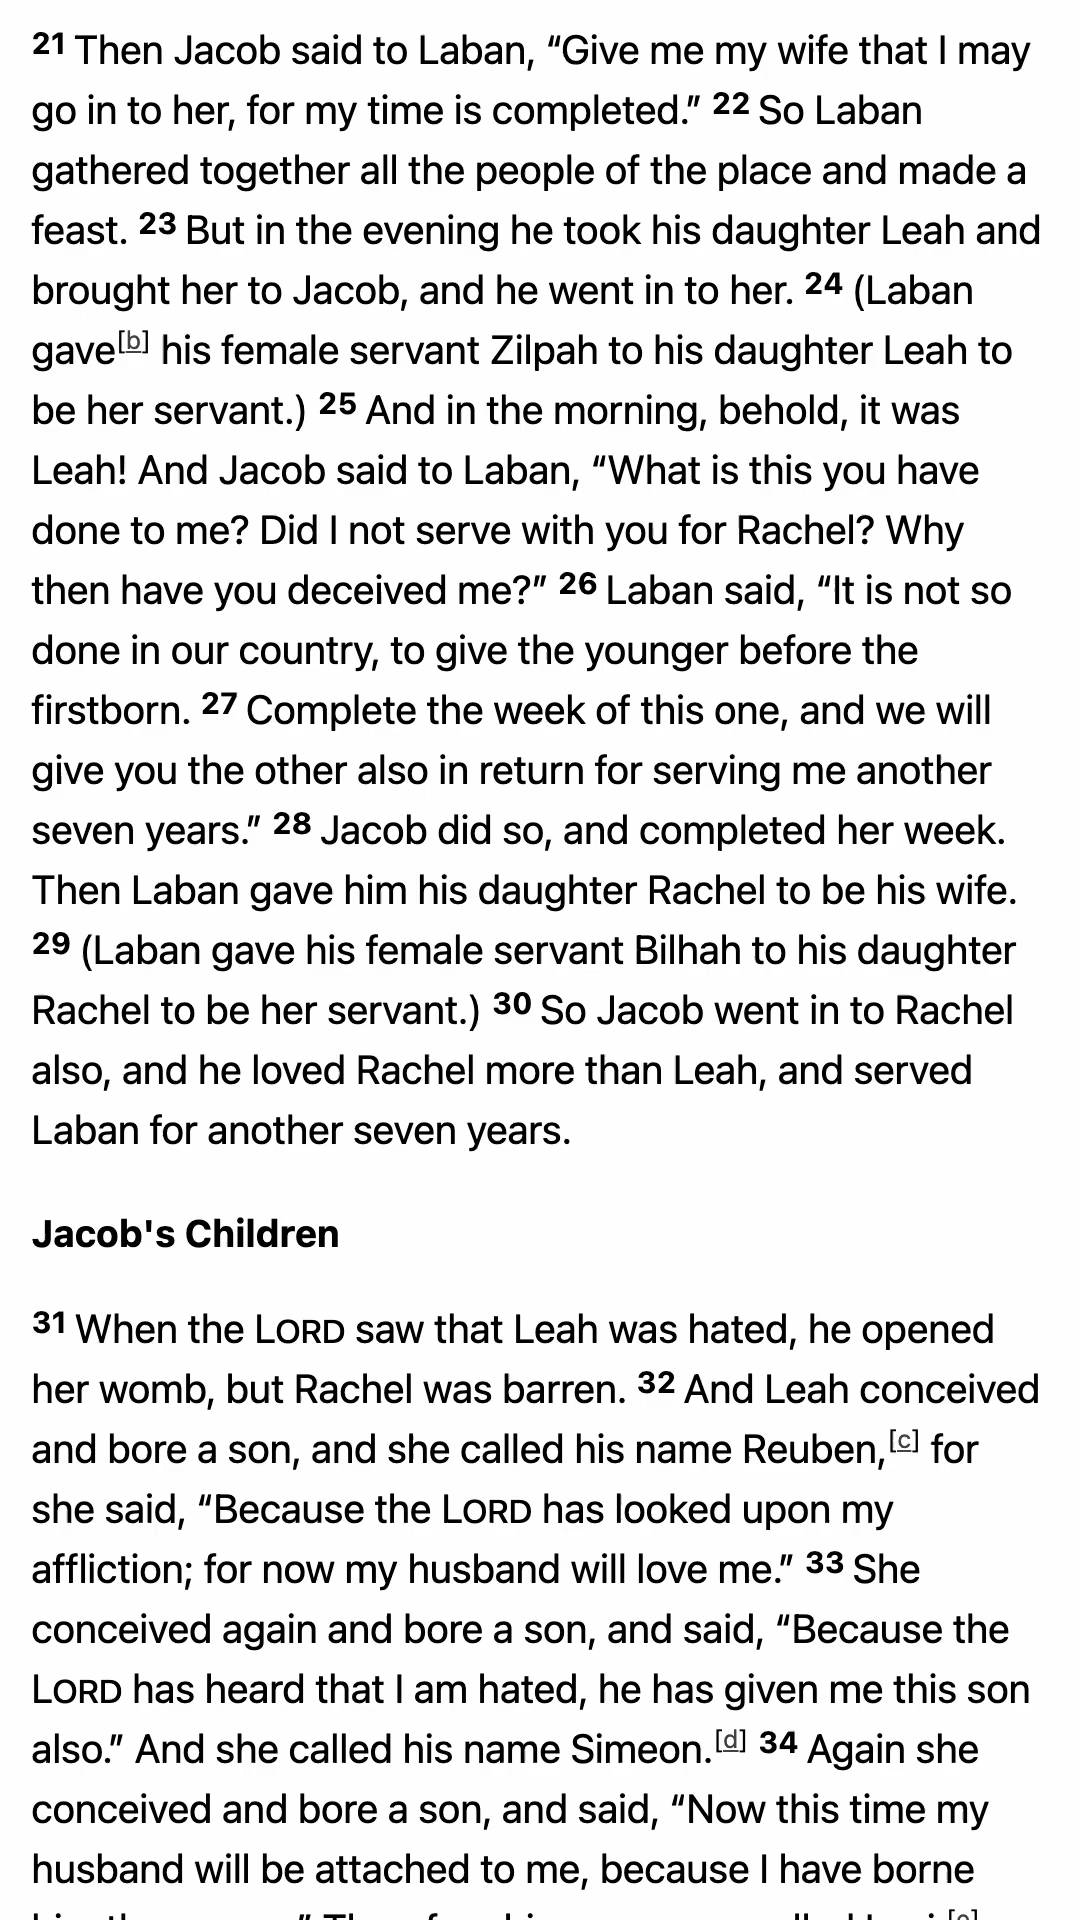 21 Then Jacob said to Laban, “Give me my wife that I may
go in to her, for my time is completed.” 22 So Laban
gathered together all the people of the place and made a
feast. 23 But in the evening he took his daughter Leah and
brought her to Jacob, and he went in to her. 24 (Laban
gave[b] his female servant Zilpah to his daughter Leah to
be her servant.) 25 And in the morning, behold, it was
Leah! And Jacob said to Laban, “What is this you have
done to me? Did I not serve with you for Rachel? Why
then have you deceived me?” 26 Laban said, “It is not so
done in our country, to give the younger before the
firstborn. 27 Complete the week of this one, and we will
give you the other also in return for serving me another
seven years.” 28 Jacob did so, and completed her week.
Then Laban gave him his daughter Rachel to be his wife.
29 (Laban gave his female servant Bilhah to his daughter
Rachel to be her servant.) 30 So Jacob went in to Rachel
also, and he loved Rachel more than Leah, and served
Laban for another seven years.
Jacob's Children
31 When the LORD saw that Leah was hated, he opened
her womb, but Rachel was barren. 32 And Leah conceived
and bore a son, and she called his name Reuben,[c] for
she said, “Because the LORD has looked upon my
affliction; for now my husband will love me.” 33 She
conceived again and bore a son, and said, “Because the
LORD has heard that I am hated, he has given me this son
also.” And she called his name Simeon.[d] 34 Again she
conceived and bore a son, and said, “Now this time my
husband will be attached to me, because I have borne